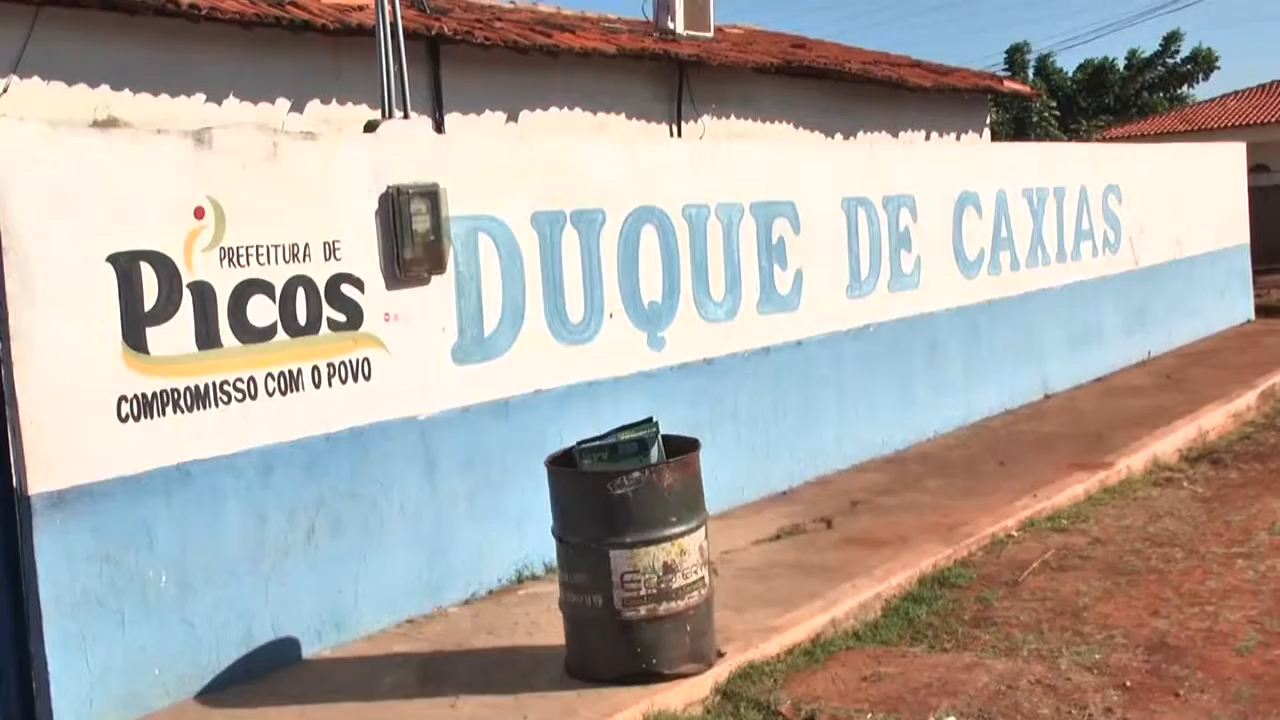 PREFEITURA DE
PICOS
COMPROMISSO COM O POVO
DUQUE DE CAXIAS